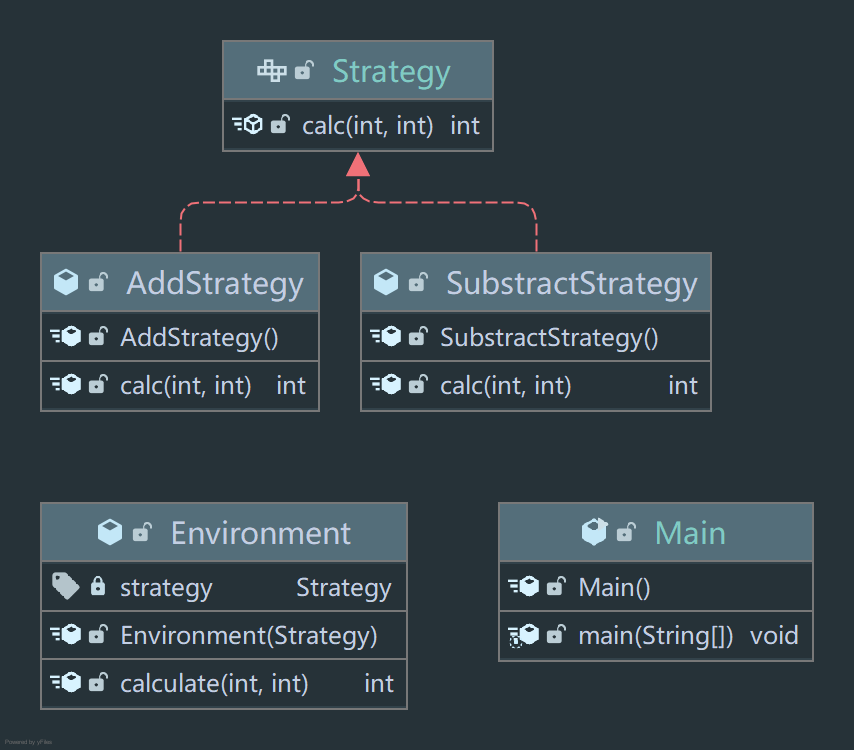 Strategy
calc(int, int) int
AddStrategy
AddStrategy()
calc(int, int) int
SubstractStrategy
SubstractStrategy()
calc(int, int) int
Environment
strategy Strategy
Environment(Strategy)
calculate(int, int) int
Main
Main()
main(String[]) void
Powered by yFiles